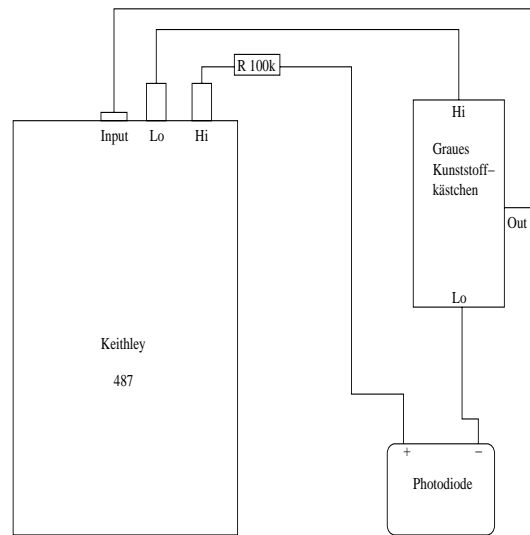 R 100k
Input Lo Hi
Hi
Graues
Kunststoff–
kästchen
Out
Lo
Keithley
487
+ –
Photodiode